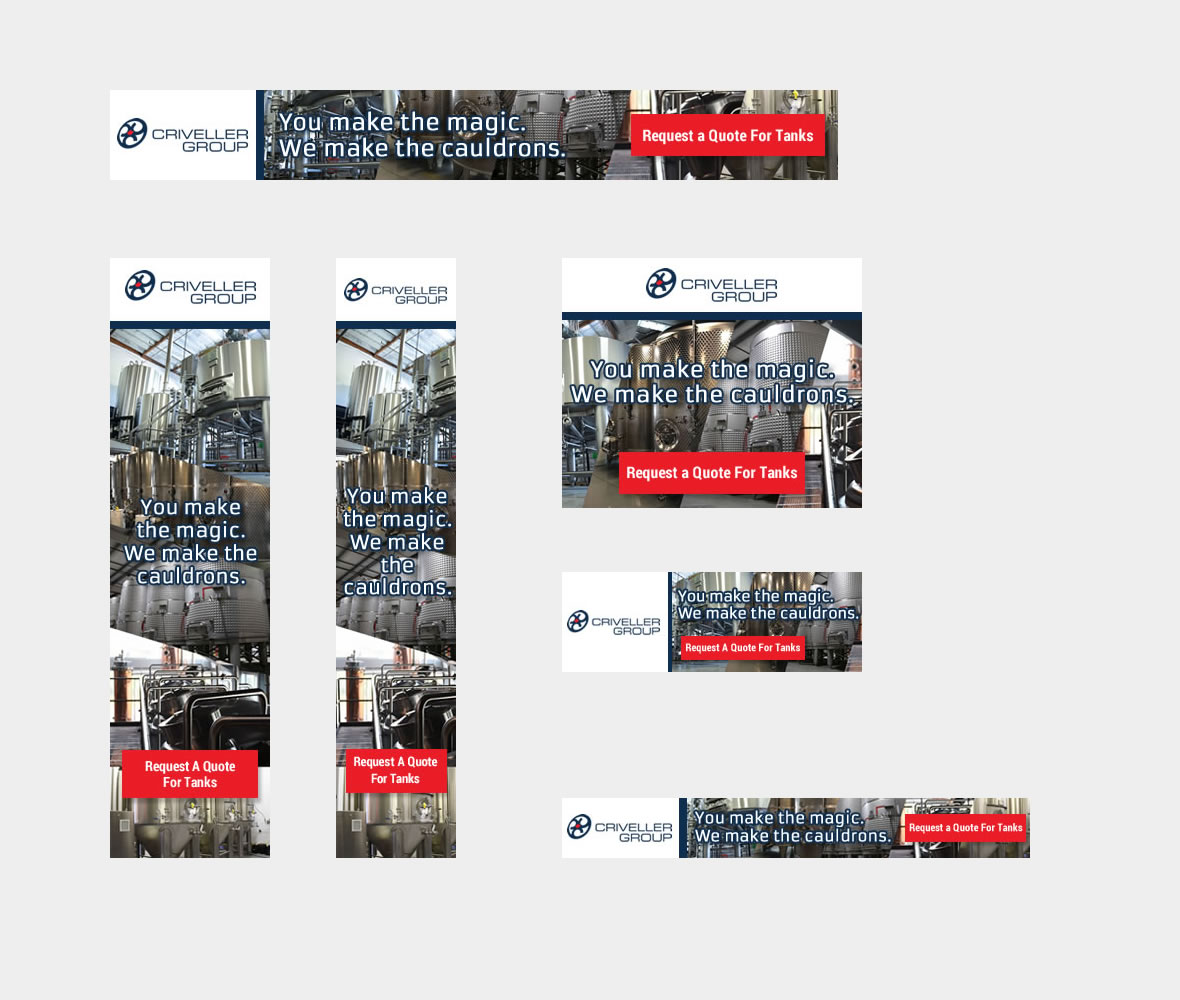 CRIVELLER
GROUP
You make the magic.
We make the cauldrons.
Request a Quote For Tanks
CRIVELLER
GROUP
You make
the magic.
We make the
cauldrons.
Request A Quote
For Tanks
CRIVELLER
GROUP
You make
the magic.
We make
the
cauldrons.
Request A Quote
For Tanks
CRIVELLER
GROUP
You make the magic.
We make the cauldrons.
Request a Quote For Tanks
CRIVELLER
GROUP
You make the magic.
We make the cauldrons.
Request A Quote For Tanks
CRIVELLER
GROUP
You make the magic.
We make the cauldrons.
Request a Quote For Tanks